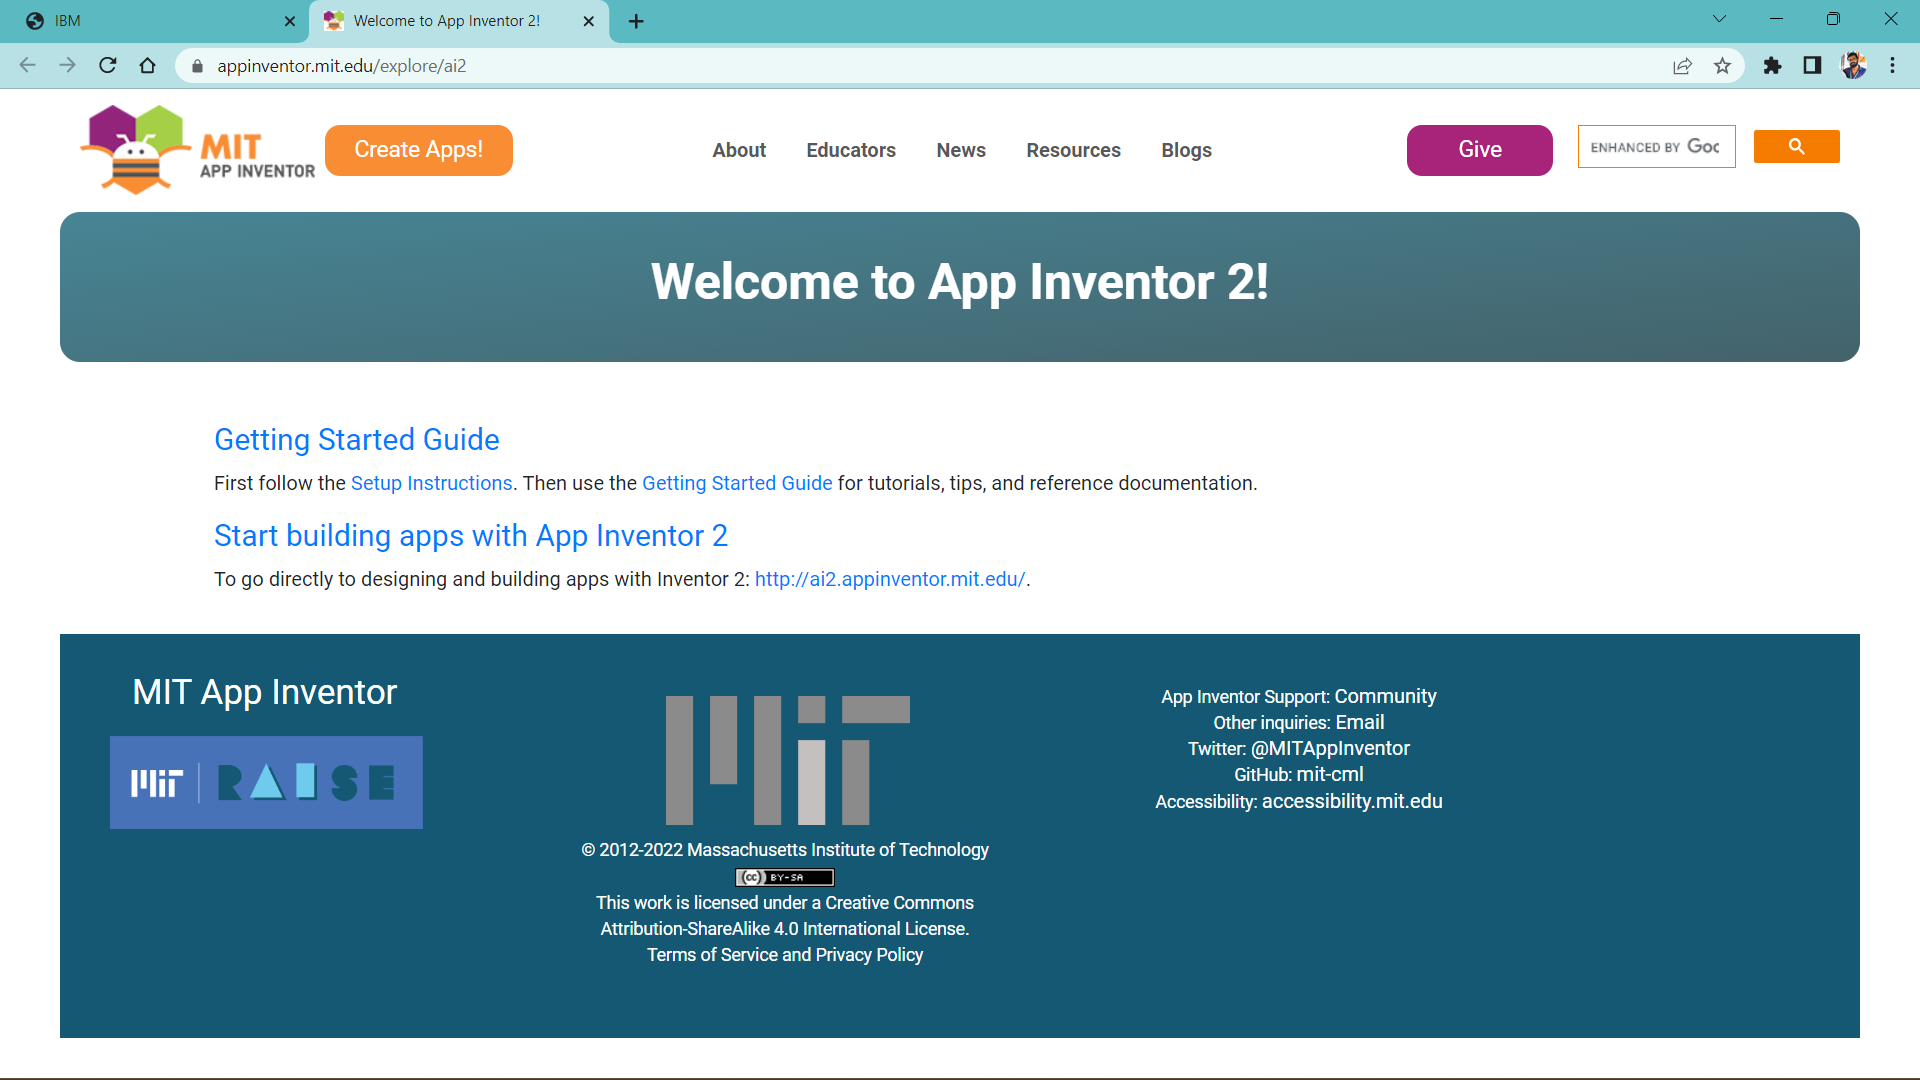 IBM
Welcome to App Inventor 2!
appinventor.mit.edu/explore/ai2
MIT
APP INVENTOR
Create Apps!
About
Educators
News
Resources
Blogs
Give
ENHANCED BY Goo
Welcome to App Inventor 2!
Getting Started Guide
First follow the Setup Instructions. Then use the Getting Started Guide for tutorials, tips, and reference documentation.
Start building apps with App Inventor 2
To go directly to designing and building apps with Inventor 2: http://ai2.appinventor.mit.edu/.
MIT App Inventor
MIT RAISE
MIT
© 2012-2022 Massachusetts Institute of Technology
cc BY-SA
This work is licensed under a Creative Commons
Attribution-ShareAlike 4.0 International License.
Terms of Service and Privacy Policy
App Inventor Support: Community
Other inquiries: Email
Twitter: @MITAppInventor
GitHub: mit-cml
Accessibility: accessibility.mit.edu